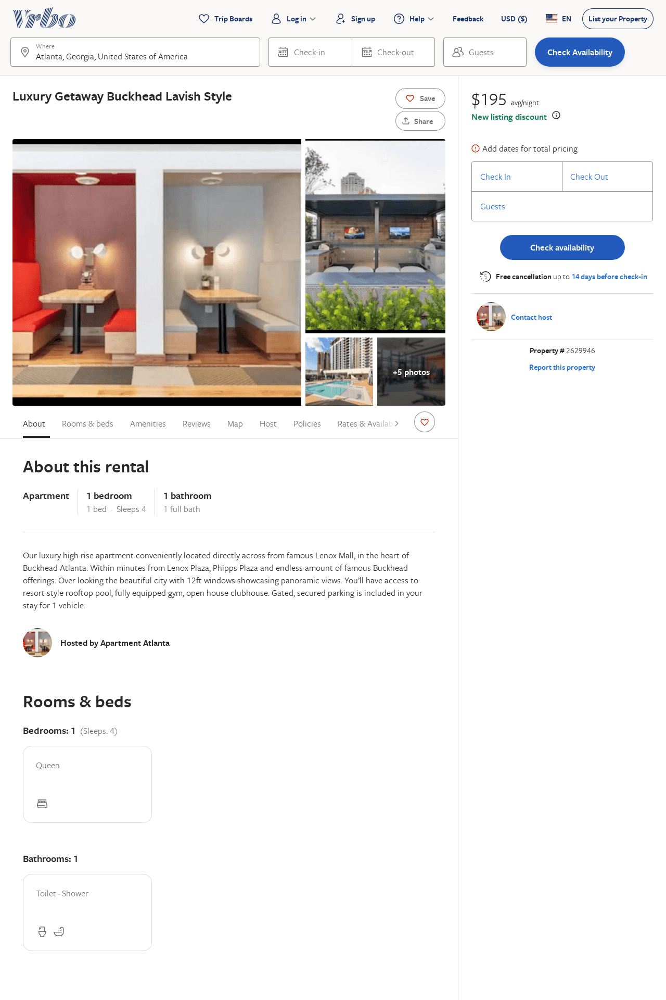 Vrbo
Trip Boards
Log in
Sign up
Help
Feedback
USD ($)
EN
List your Property
Where
Atlanta, Georgia, United States of America
Check-in
Check-out
Guests
Check Availability
Luxury Getaway Buckhead Lavish Style
Save
Share
$195 avg/night
New listing discount
Add dates for total pricing
Check In
Check Out
Guests
Check availability
Free cancellation up to 14 days before check-in
Contact host
Property # 2629946
Report this property
+5 photos
About
Rooms & beds
Amenities
Reviews
Map
Host
Policies
Rates & Availab
About this rental
Apartment
1 bedroom
1 bed · Sleeps 4
1 bathroom
1 full bath
Our luxury high rise apartment conveniently located directly across from famous Lenox Mall, in the heart of
Buckhead Atlanta. Within minutes from Lenox Plaza, Phipps Plaza and endless amount of famous Buckhead
offerings. Over looking the beautiful city with 12ft windows showcasing panoramic views. You’ll have access to
resort style rooftop pool, fully equipped gym, open house clubhouse. Gated, secured parking is included in your
stay for 1 vehicle.
Hosted by Apartment Atlanta
Rooms & beds
Bedrooms: 1 (Sleeps: 4)
Queen
Bathrooms: 1
Toilet · Shower